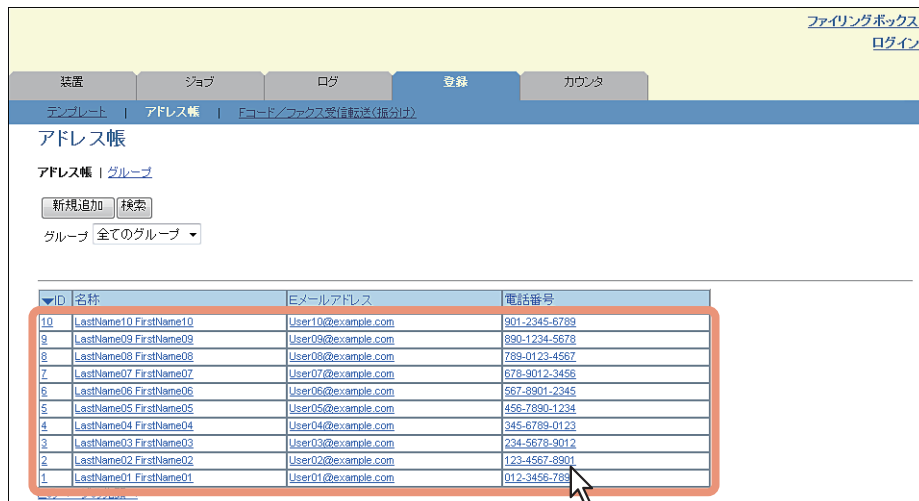 ファイリングボックス
ログイン
装置 ジョブ ログ 登録 カウンタ
テンプレート | アドレス帳 | Fコード/ファクス受信転送(振分け)
アドレス帳
アドレス帳 | グループ
新規追加 検索
グループ 全てのグループ
ID 名称 Eメールアドレス 電話番号
10 LastName10 FirstName10 User10@example.com 901-2345-6789
9 LastName09 FirstName09 User09@example.com 890-1234-5678
8 LastName08 FirstName08 User08@example.com 789-0123-4567
7 LastName07 FirstName07 User07@example.com 678-9012-3456
6 LastName06 FirstName06 User06@example.com 567-8901-2345
5 LastName05 FirstName05 User05@example.com 456-7890-1234
4 LastName04 FirstName04 User04@example.com 345-6789-0123
3 LastName03 FirstName03 User03@example.com 234-5678-9012
2 LastName02 FirstName02 User02@example.com 123-4567-8901
1 LastName01 FirstName01 User01@example.com 012-3456-789